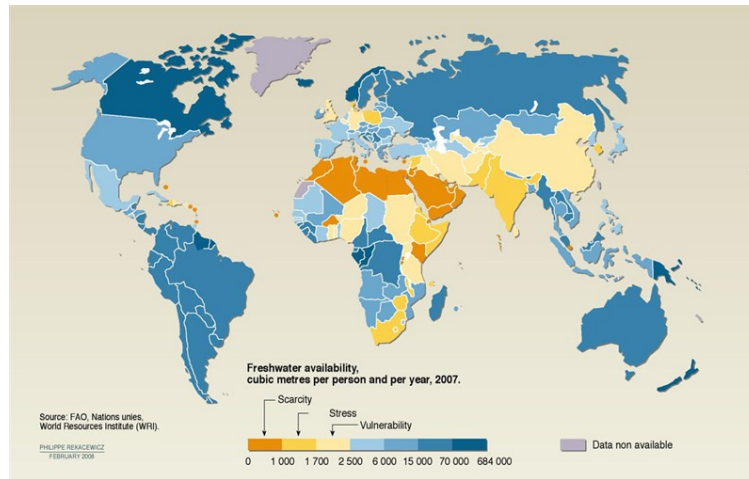 Freshwater availability,
cubic metres per person and per year, 2007.
Scarcity
Stress
Vulnerability
0 1 000 1 700 2 500 6 000 15 000 70 000 684 000
Data non available
Source: FAO, Nations unies,
World Resources Institute (WRI).
PHILIPPE REKACEWICZ
FEBRUARY 2006